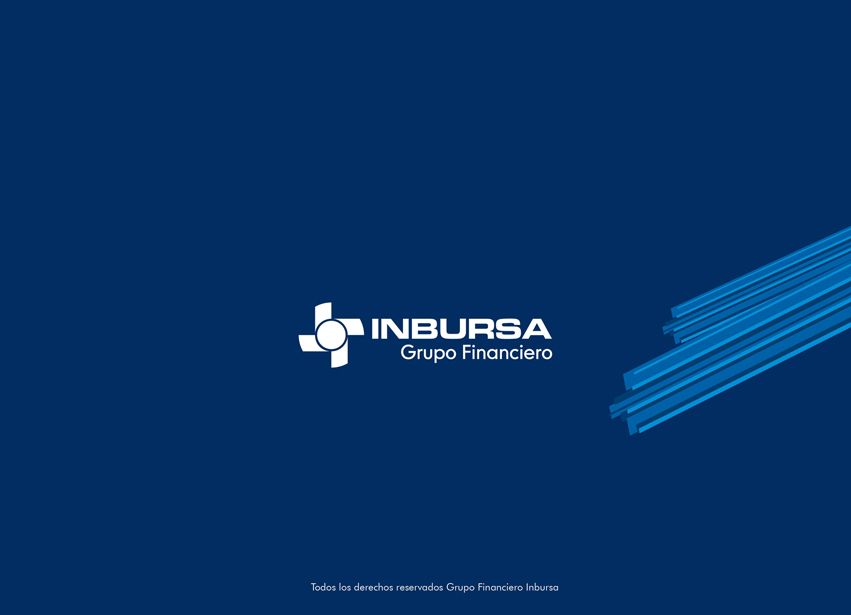 INBURSA
Grupo Financiero
Todos los derechos reservados Grupo Financiero Inbursa